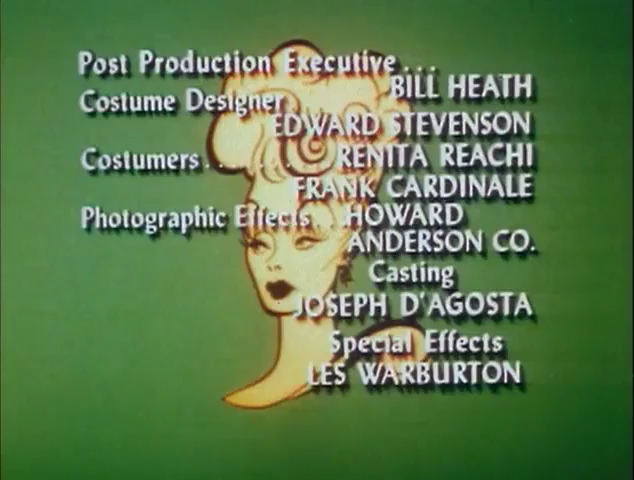 Post Production Executive...
BILL HEATH
Costume Designer
EDWARD STEVENSON
Costumers.........RENITA REACHI
FRANK CARDINALE
Photographic Effects..HOWARD
ANDERSON CO.
Casting
JOSEPH D'AGOSTA
Special Effects
LES WARBURTON